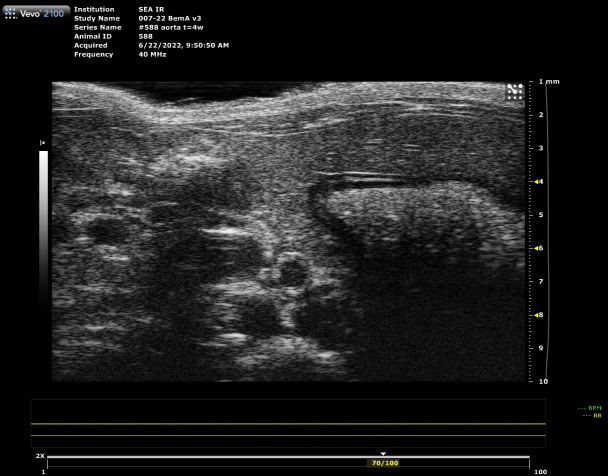 Vevo 2100
Institution SEA IR
Study Name 007-22 BemA v3
Series Name #588 aorta t=4w
Animal ID 588
Acquired 6/22/2022, 9:50:50 AM
Frequency 40 MHz
1 mm
2
3
4
5
6
7
8
9
10
--- BPM
--- RR
2X
70/100
1 100